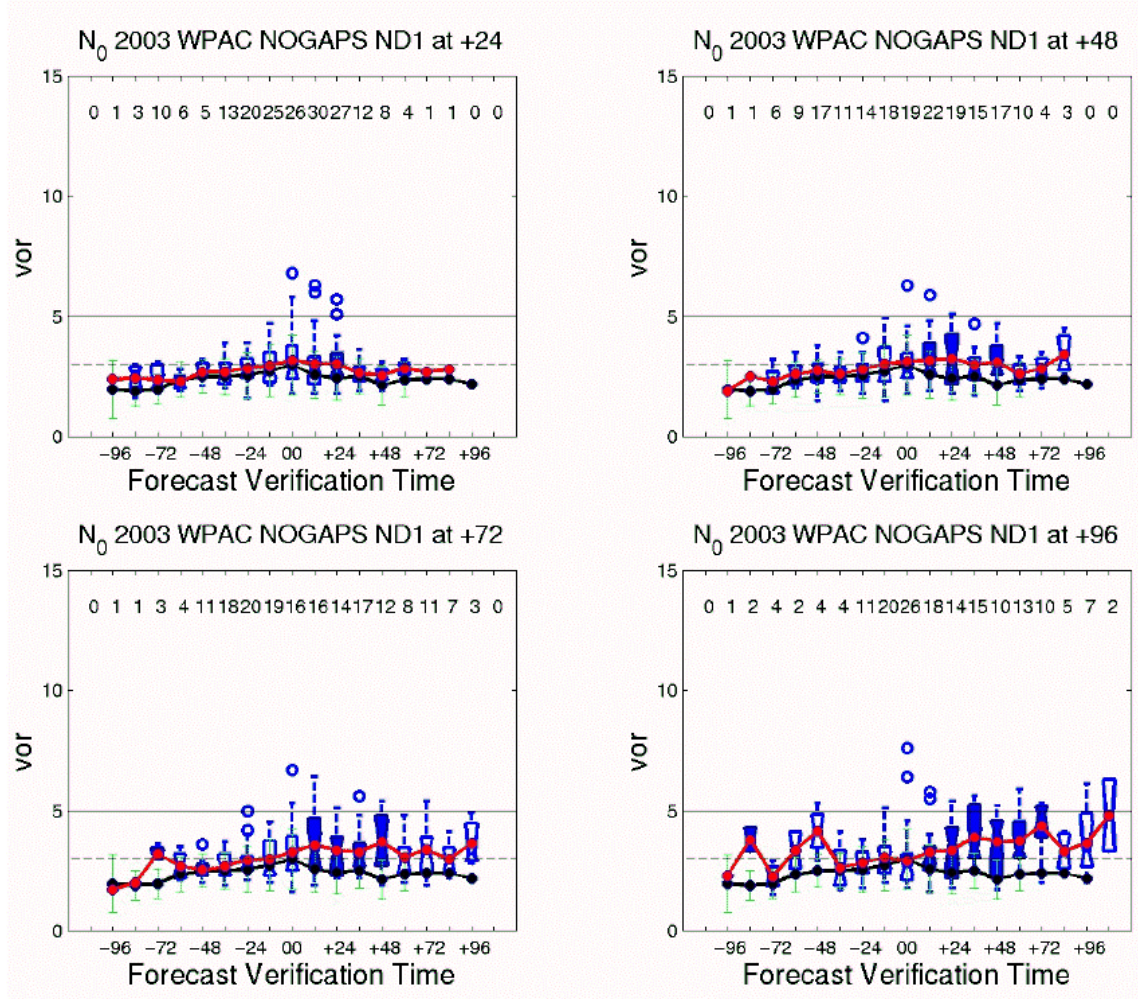 N0 2003 WPAC NOGAPS ND1 at +24
15
0 1 3 10 6 5 13 20 25 26 30 27 12 8 4 1 1 0 0
10
vor
5
0
−96 −72 −48 −24 00 +24 +48 +72 +96
Forecast Verification Time
N0 2003 WPAC NOGAPS ND1 at +48
15
0 1 1 6 9 17 11 14 18 19 22 19 15 17 10 4 3 0 0
10
vor
5
0
−96 −72 −48 −24 00 +24 +48 +72 +96
Forecast Verification Time
N0 2003 WPAC NOGAPS ND1 at +72
15
0 1 1 3 4 11 18 20 19 16 16 14 17 12 8 11 7 3 0
10
vor
5
0
−96 −72 −48 −24 00 +24 +48 +72 +96
Forecast Verification Time
N0 2003 WPAC NOGAPS ND1 at +96
15
0 1 2 4 2 4 4 11 20 26 18 14 15 10 13 10 5 7 2
10
vor
5
0
−96 −72 −48 −24 00 +24 +48 +72 +96
Forecast Verification Time